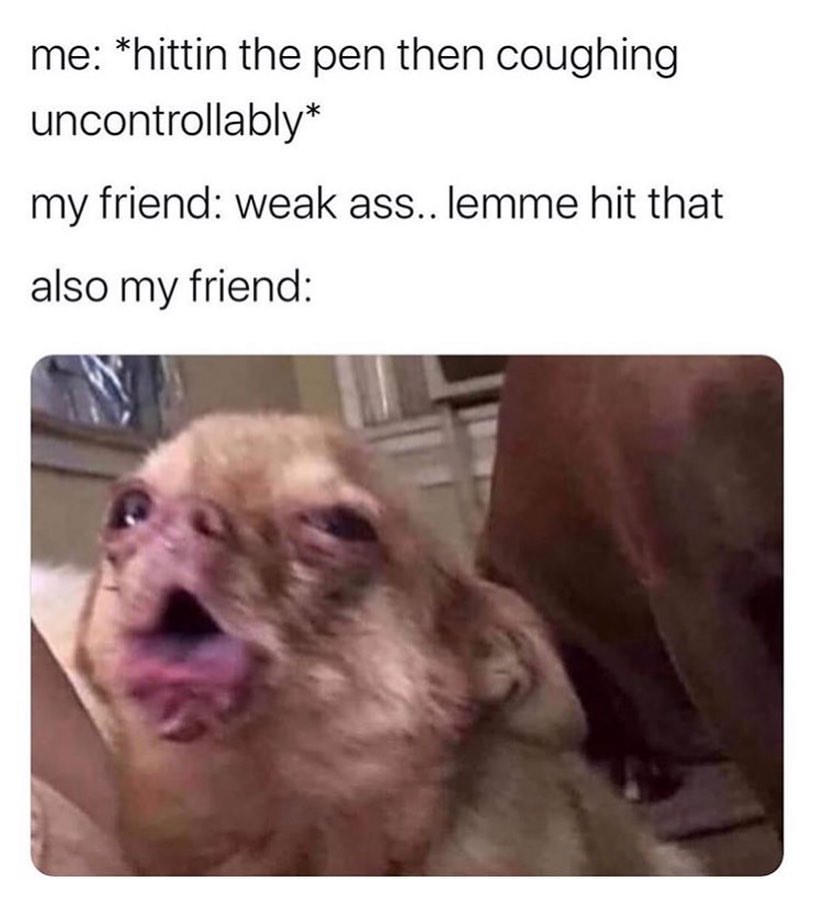 me: *hittin the pen then coughing
uncontrollably*
my friend: weak ass.. lemme hit that
also my friend: